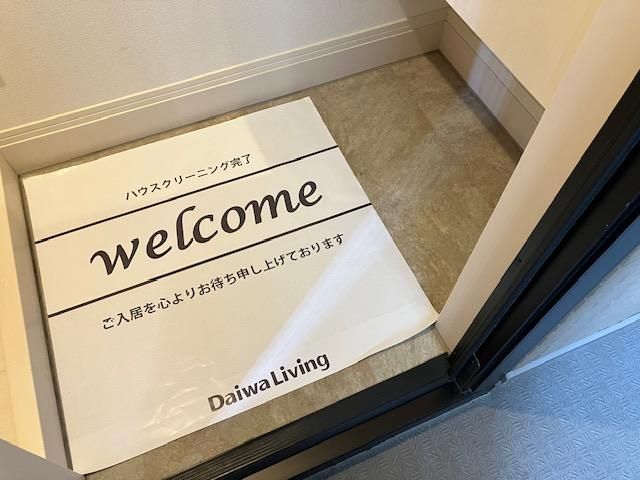 ハウスクリーニング完了
welcome
ご入居を心よりお待ち申し上げております
Daiwa Living